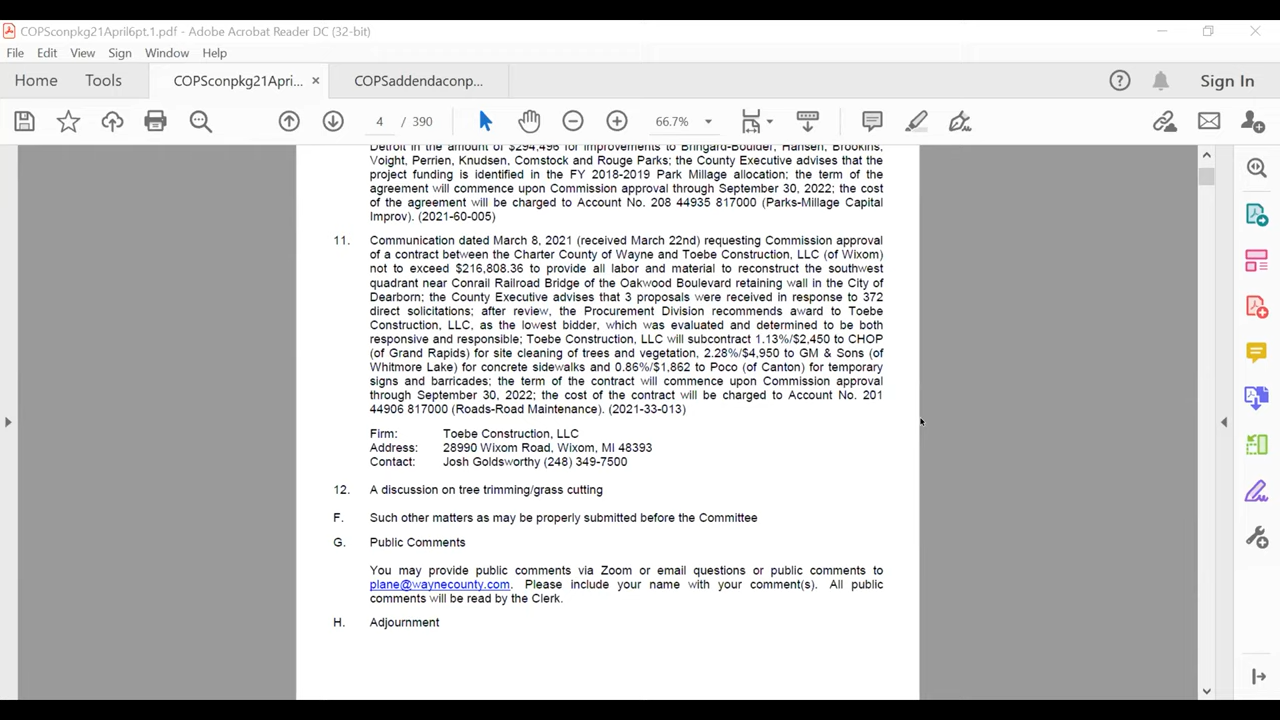 COPSconpkg21April6pt.1.pdf - Adobe Acrobat Reader DC (32-bit)
File Edit View Sign Window Help
Home Tools COPSconpkg21Apri... × COPSaddendaconp... Sign In
4 / 390 66.7%
Detroit in the amount of $294,496 for improvements to Bringard-Boulder, Hansen, Brookins,
Voight, Perrien, Knudsen, Comstock and Rouge Parks; the County Executive advises that the
project funding is identified in the FY 2018-2019 Park Millage allocation; the term of the
agreement will commence upon Commission approval through September 30, 2022; the cost
of the agreement will be charged to Account No. 208 44935 817000 (Parks-Millage Capital
Improv). (2021-60-005)
11. Communication dated March 8, 2021 (received March 22nd) requesting Commission approval
of a contract between the Charter County of Wayne and Toebe Construction, LLC (of Wixom)
not to exceed $216,808.36 to provide all labor and material to reconstruct the southwest
quadrant near Conrail Railroad Bridge of the Oakwood Boulevard retaining wall in the City of
Dearborn; the County Executive advises that 3 proposals were received in response to 372
direct solicitations; after review, the Procurement Division recommends award to Toebe
Construction, LLC, as the lowest bidder, which was evaluated and determined to be both
responsive and responsible; Toebe Construction, LLC will subcontract 1.13%/$2,450 to CHOP
(of Grand Rapids) for site cleaning of trees and vegetation, 2.28%/$4,950 to GM & Sons (of
Whitmore Lake) for concrete sidewalks and 0.86%/$1,862 to Poco (of Canton) for temporary
signs and barricades; the term of the contract will commence upon Commission approval
through September 30, 2022; the cost of the contract will be charged to Account No. 201
44906 817000 (Roads-Road Maintenance). (2021-33-013)
Firm: Toebe Construction, LLC
Address: 28990 Wixom Road, Wixom, MI 48393
Contact: Josh Goldsworthy (248) 349-7500
12. A discussion on tree trimming/grass cutting
F. Such other matters as may be properly submitted before the Committee
G. Public Comments
You may provide public comments via Zoom or email questions or public comments to
plane@waynecounty.com. Please include your name with your comment(s). All public
comments will be read by the Clerk.
H. Adjournment